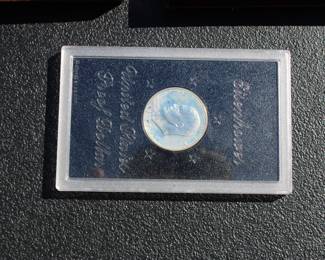 Eisenhower
United States
Proof Dollar